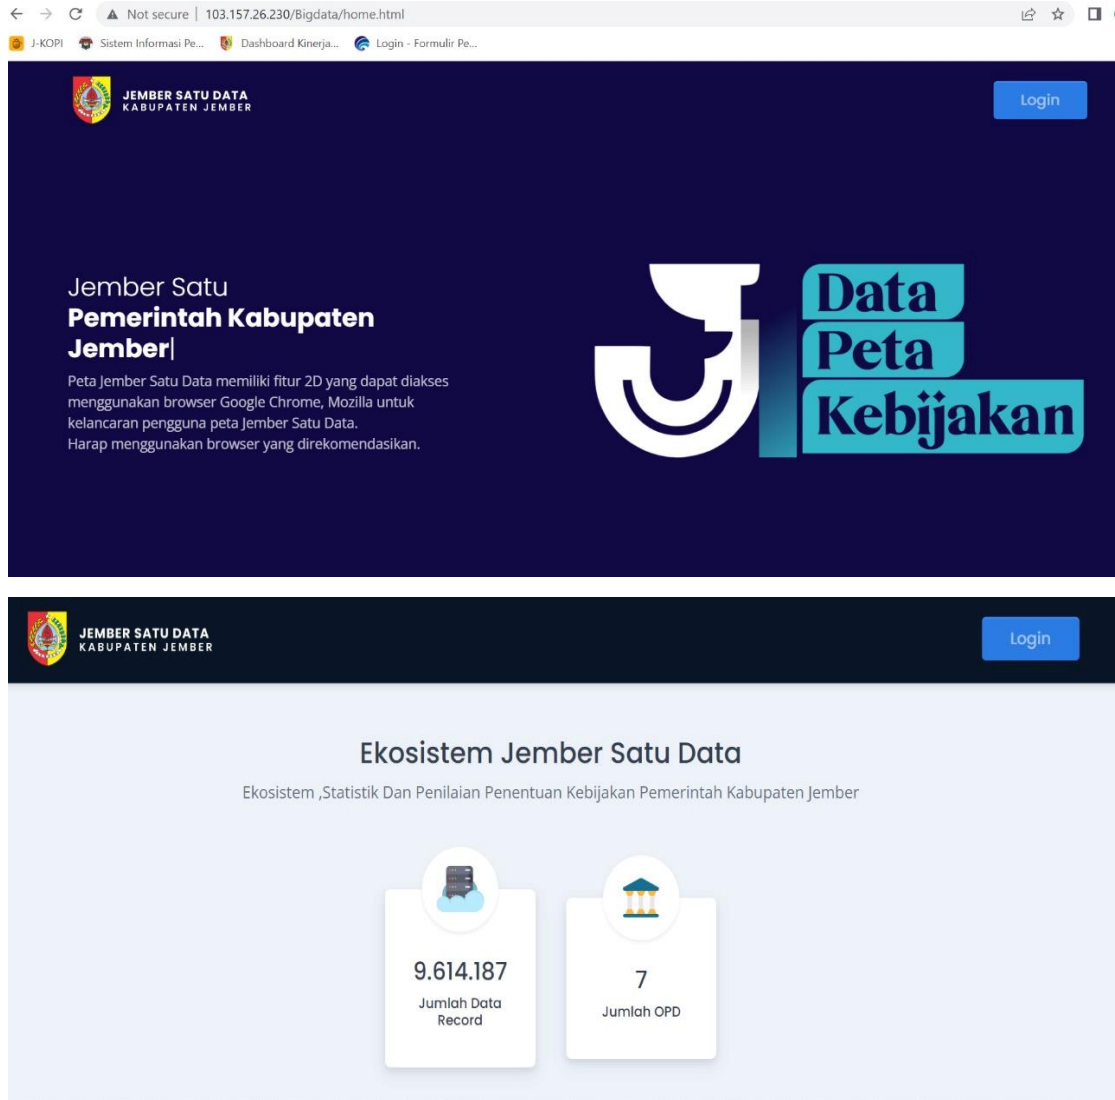 Not secure | 103.157.26.230/Bigdata/home.html
J-KOPI Sistem Informasi Pe... Dashboard Kinerja... Login - Formulir Pe...
JEMBER SATU DATA
KABUPATEN JEMBER
Login
Jember Satu
Pemerintah Kabupaten
Jember|
Peta Jember Satu Data memiliki fitur 2D yang dapat diakses
menggunakan browser Google Chrome, Mozilla untuk
kelancaran pengguna peta Jember Satu Data.
Harap menggunakan browser yang direkomendasikan.
J1
Data
Peta
Kebijakan
JEMBER SATU DATA
KABUPATEN JEMBER
Login
Ekosistem Jember Satu Data
Ekosistem ,Statistik Dan Penilaian Penentuan Kebijakan Pemerintah Kabupaten Jember
9.614.187
Jumlah Data
Record
7
Jumlah OPD